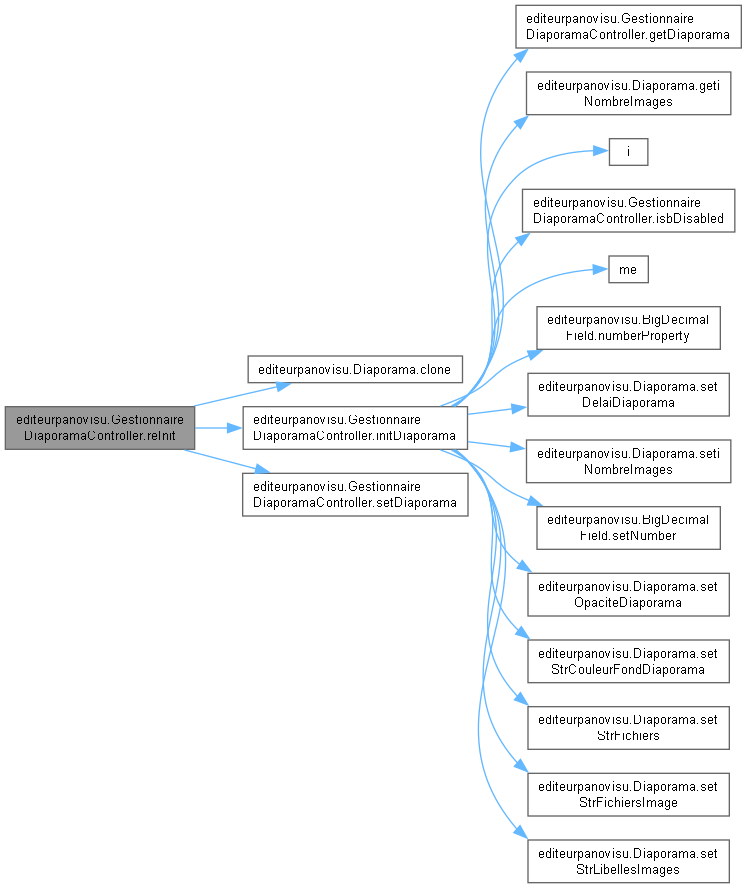 editeurpanovisu.Gestionnaire
DiaporamaController.reInit
editeurpanovisu.Diaporama.clone
editeurpanovisu.Gestionnaire
DiaporamaController.initDiaporama
editeurpanovisu.Gestionnaire
DiaporamaController.setDiaporama
editeurpanovisu.Gestionnaire
DiaporamaController.getDiaporama
editeurpanovisu.Diaporama.geti
NombreImages
i
editeurpanovisu.Gestionnaire
DiaporamaController.isbDisabled
me
editeurpanovisu.BigDecimal
Field.numberProperty
editeurpanovisu.Diaporama.set
DelaiDiaporama
editeurpanovisu.Diaporama.seti
NombreImages
editeurpanovisu.BigDecimal
Field.setNumber
editeurpanovisu.Diaporama.set
OpaciteDiaporama
editeurpanovisu.Diaporama.set
StrCouleurFondDiaporama
editeurpanovisu.Diaporama.set
StrFichiers
editeurpanovisu.Diaporama.set
StrFichiersImage
editeurpanovisu.Diaporama.set
StrLibellesImages